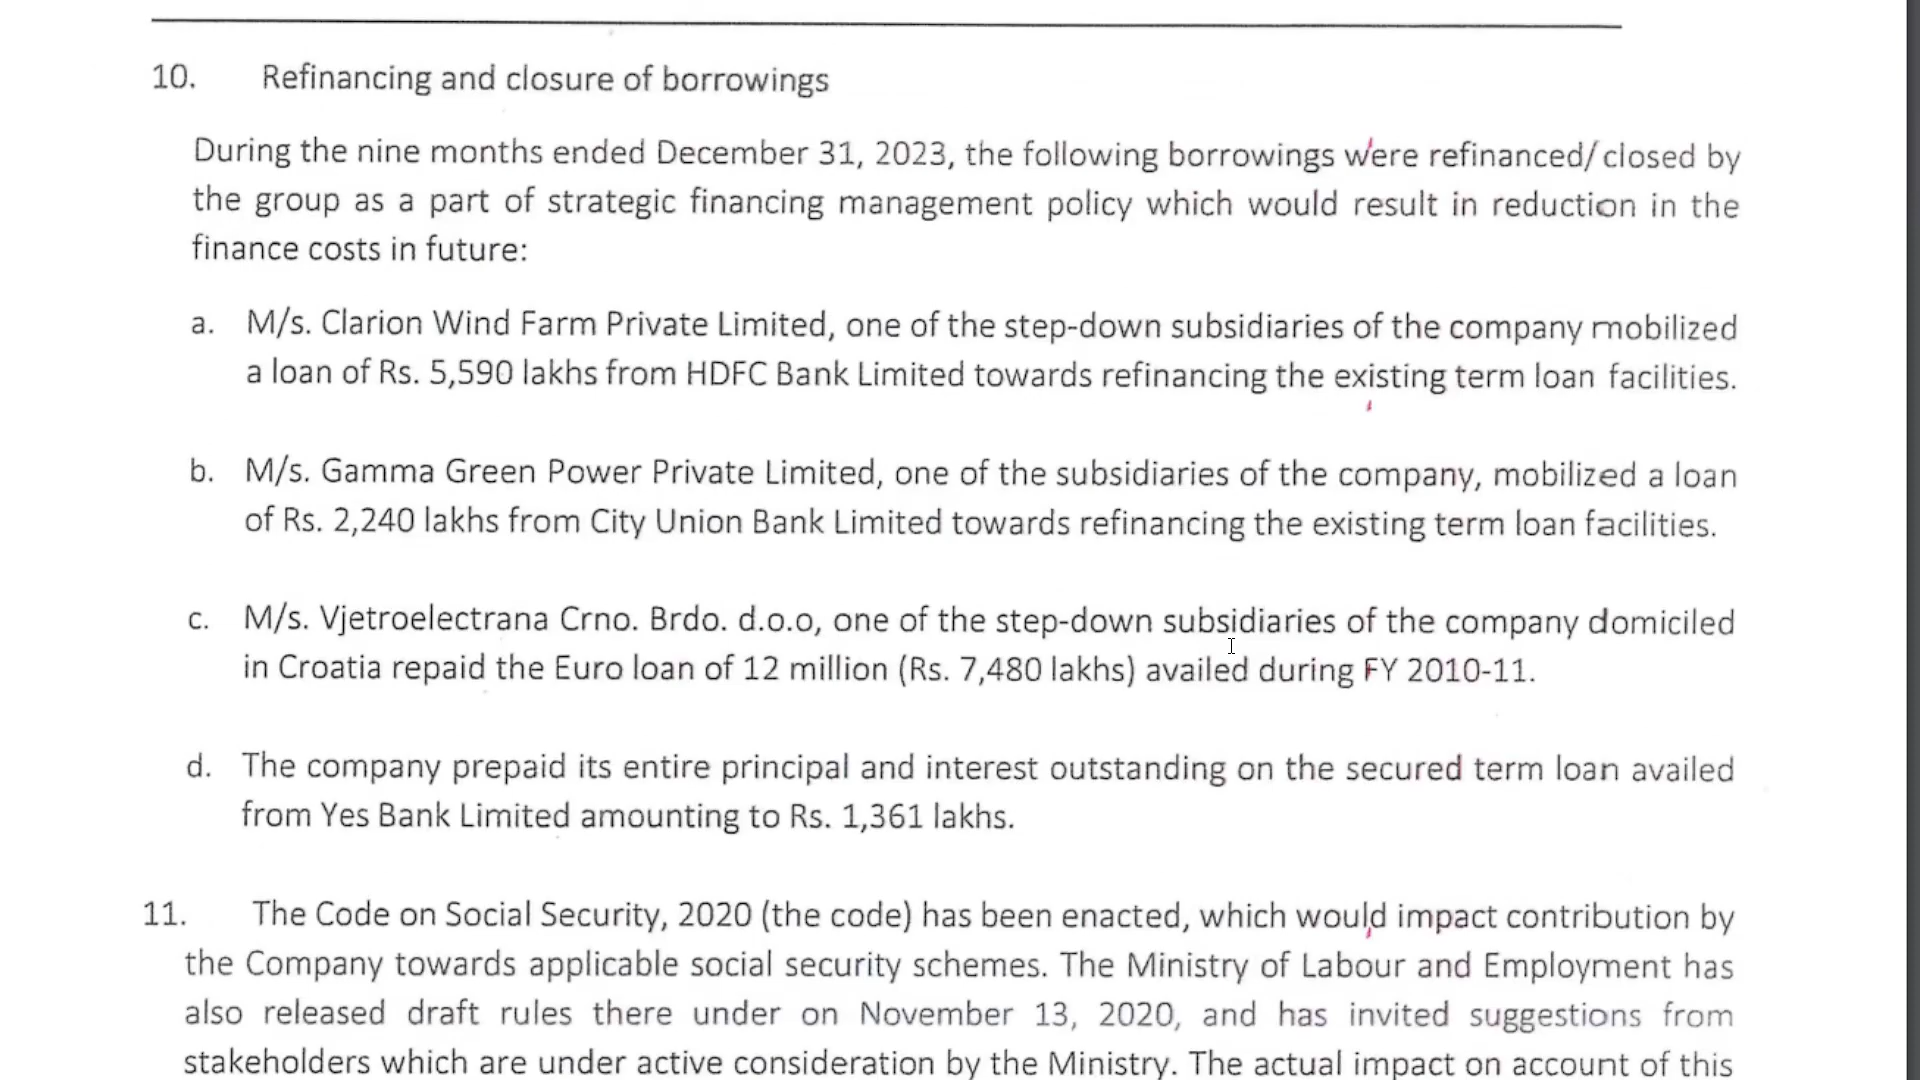 10. Refinancing and closure of borrowings
During the nine months ended December 31, 2023, the following borrowings were refinanced/closed by
the group as a part of strategic financing management policy which would result in reduction in the
finance costs in future:
a. M/s. Clarion Wind Farm Private Limited, one of the step-down subsidiaries of the company mobilized
a loan of Rs. 5,590 lakhs from HDFC Bank Limited towards refinancing the existing term loan facilities.
b. M/s. Gamma Green Power Private Limited, one of the subsidiaries of the company, mobilized a loan
of Rs. 2,240 lakhs from City Union Bank Limited towards refinancing the existing term loan facilities.
c. M/s. Vjetroelectrana Crno. Brdo. d.o.o, one of the step-down subsidiaries of the company domiciled
in Croatia repaid the Euro loan of 12 million (Rs. 7,480 lakhs) availed during FY 2010-11.
d. The company prepaid its entire principal and interest outstanding on the secured term loan availed
from Yes Bank Limited amounting to Rs. 1,361 lakhs.
11. The Code on Social Security, 2020 (the code) has been enacted, which would impact contribution by
the Company towards applicable social security schemes. The Ministry of Labour and Employment has
also released draft rules there under on November 13, 2020, and has invited suggestions from
stakeholders which are under active consideration by the Ministry. The actual impact on account of this